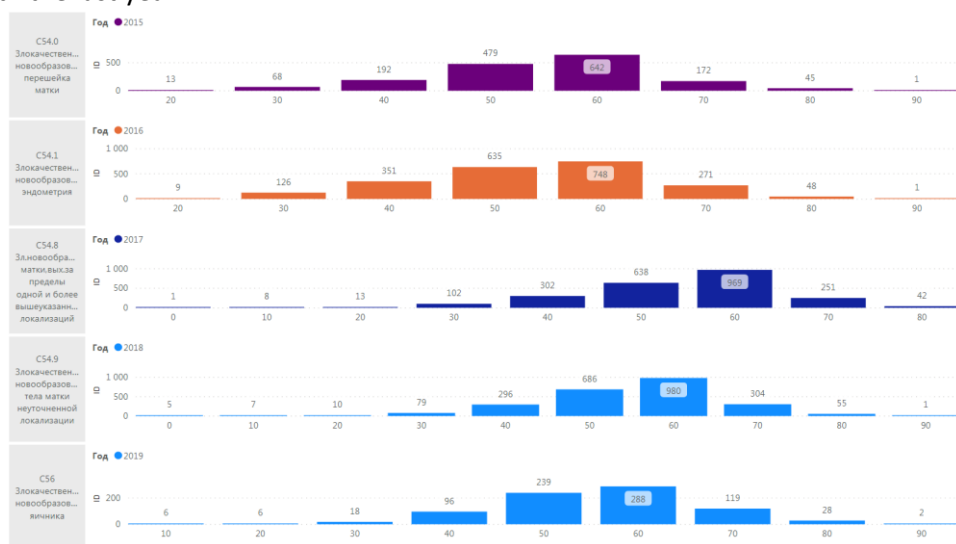 C54.0
Злокачествен...
новообразов...
перешейка
матки
Год 2015
ID
500
0
13 68 192 479 642 172 45 1
20 30 40 50 60 70 80 90
C54.1
Злокачествен...
новообразов...
эндометрия
Год 2016
ID
1 000
500
0
9 126 351 635 748 271 48 1
20 30 40 50 60 70 80 90
C54.8
Зл.новообра...
матки,вых.за
пределы
одной и более
вышеуказанн...
локализаций
Год 2017
ID
1 000
500
0
1 8 13 102 302 638 969 251 42
0 10 20 30 40 50 60 70 80
C54.9
Злокачествен...
новообразов...
тела матки
неуточненной
локализации
Год 2018
ID
1 000
500
0
5 7 10 79 296 686 980 304 55 1
0 10 20 30 40 50 60 70 80 90
C56
Злокачествен...
новообразов...
яичника
Год 2019
ID
200
0
6 6 18 96 239 288 119 28 2
10 20 30 40 50 60 70 80 90